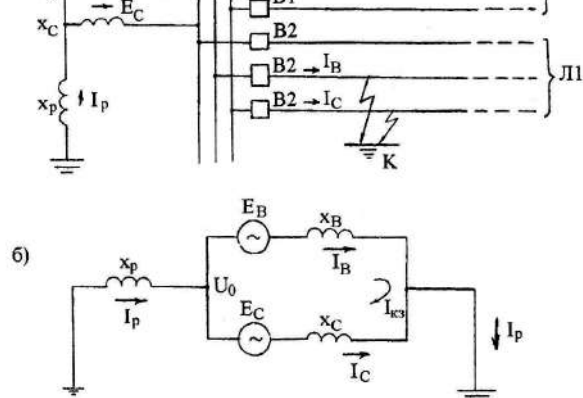 E_C
B1
x_C
B2
B2 I_B
B2 I_C
Л1
x_p I_p
К
б)
E_B x_B
I_B
x_p
U_0
I_p
E_C x_C
I_кз
I_p
I_C